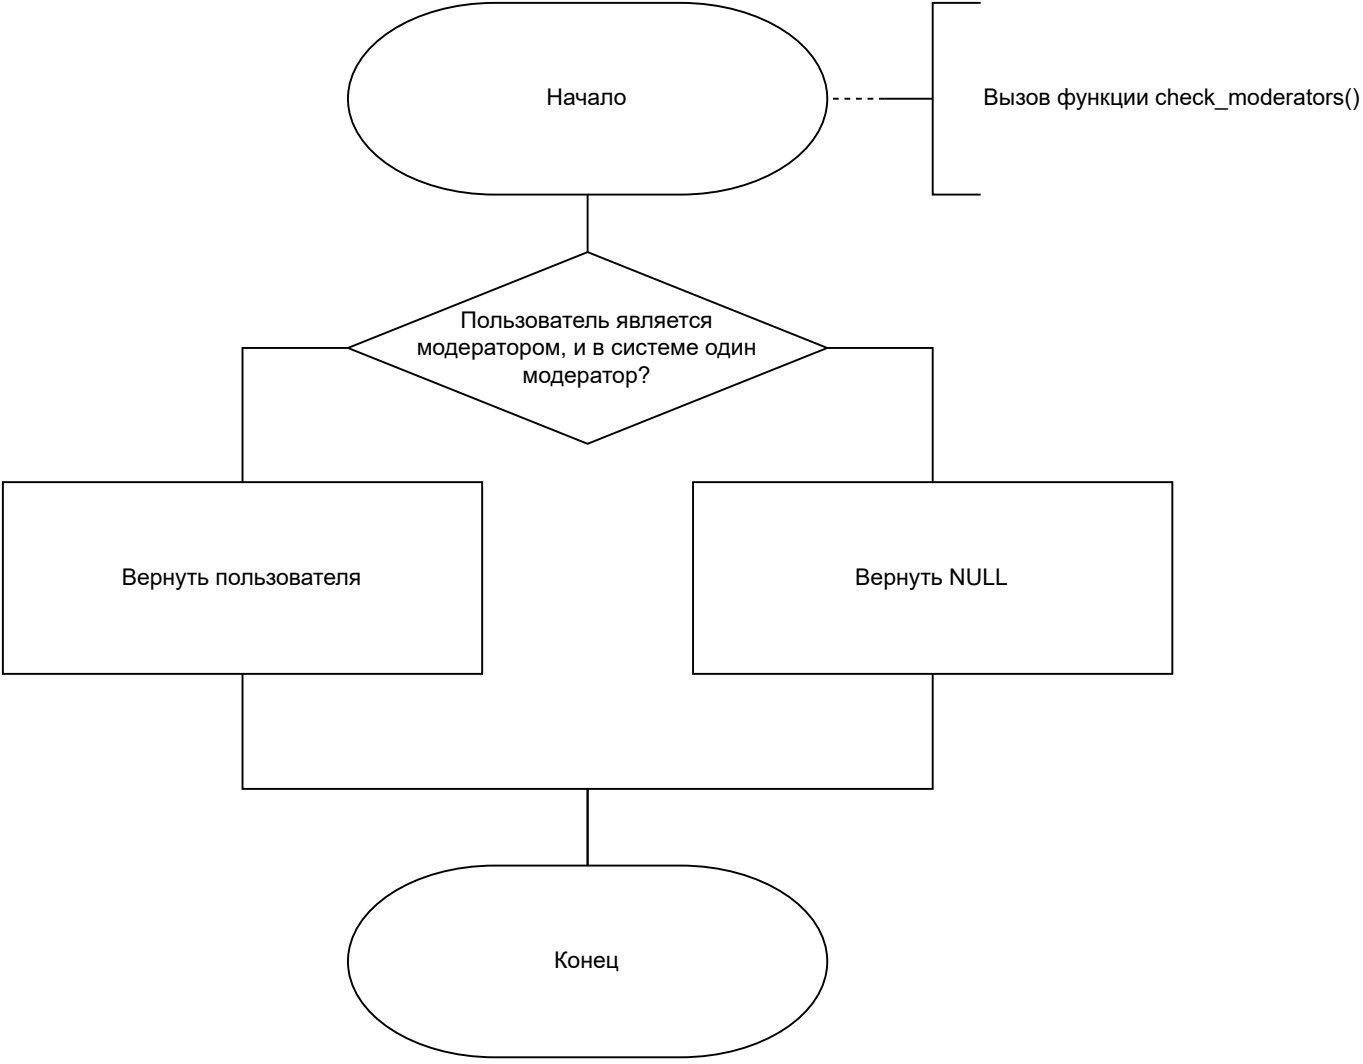 Начало
Вызов функции check_moderators()
Пользователь является
модератором, и в системе один
модератор?
Вернуть пользователя
Вернуть NULL
Конец